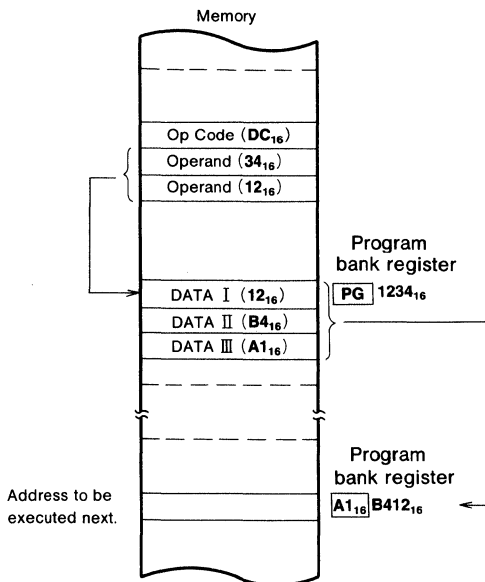 Memory
Op Code (DC₁₆)
Operand (34₁₆)
Operand (12₁₆)
Program
bank register
DATA Ⅰ (12₁₆)
PG 1234₁₆
DATA Ⅱ (B4₁₆)
DATA Ⅲ (A1₁₆)
Program
bank register
Address to be
executed next.
A1₁₆ B412₁₆